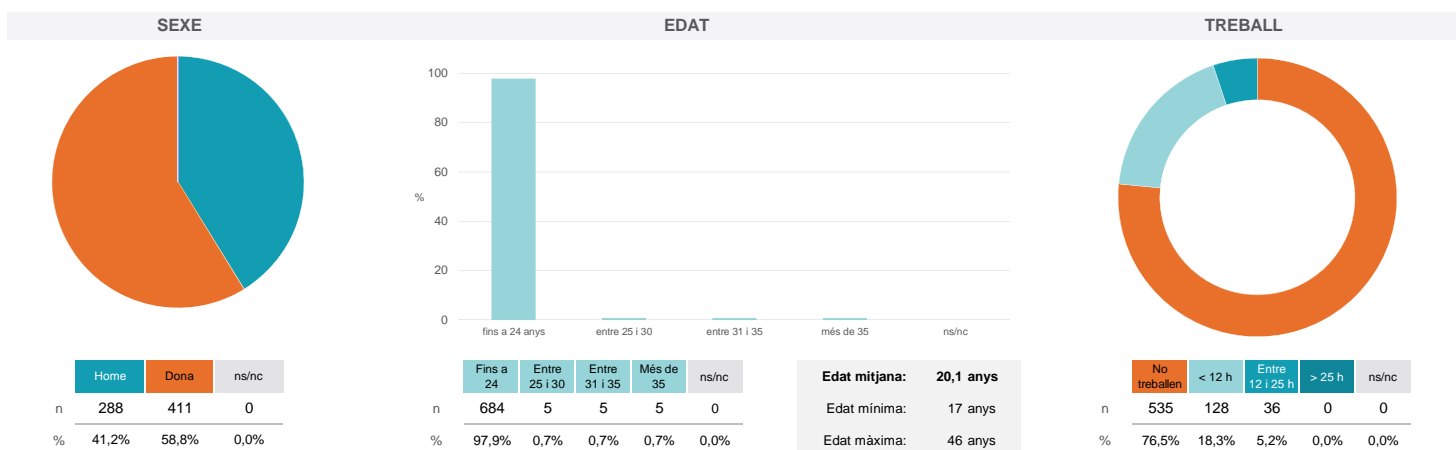 SEXE
EDAT
TREBALL
100
80
60
%
40
20
0
fins a 24 anys
entre 25 i 30
entre 31 i 35
més de 35
ns/nc
Home Dona ns/nc
n 288 411 0
% 41,2% 58,8% 0,0%
Fins a 24 Entre 25 i 30 Entre 31 i 35 Més de 35 ns/nc
n 684 5 5 5 0
% 97,9% 0,7% 0,7% 0,7% 0,0%
Edat mitjana: 20,1 anys
Edat mínima: 17 anys
Edat màxima: 46 anys
No treballen < 12 h Entre 12 i 25 h > 25 h ns/nc
n 535 128 36 0 0
% 76,5% 18,3% 5,2% 0,0% 0,0%